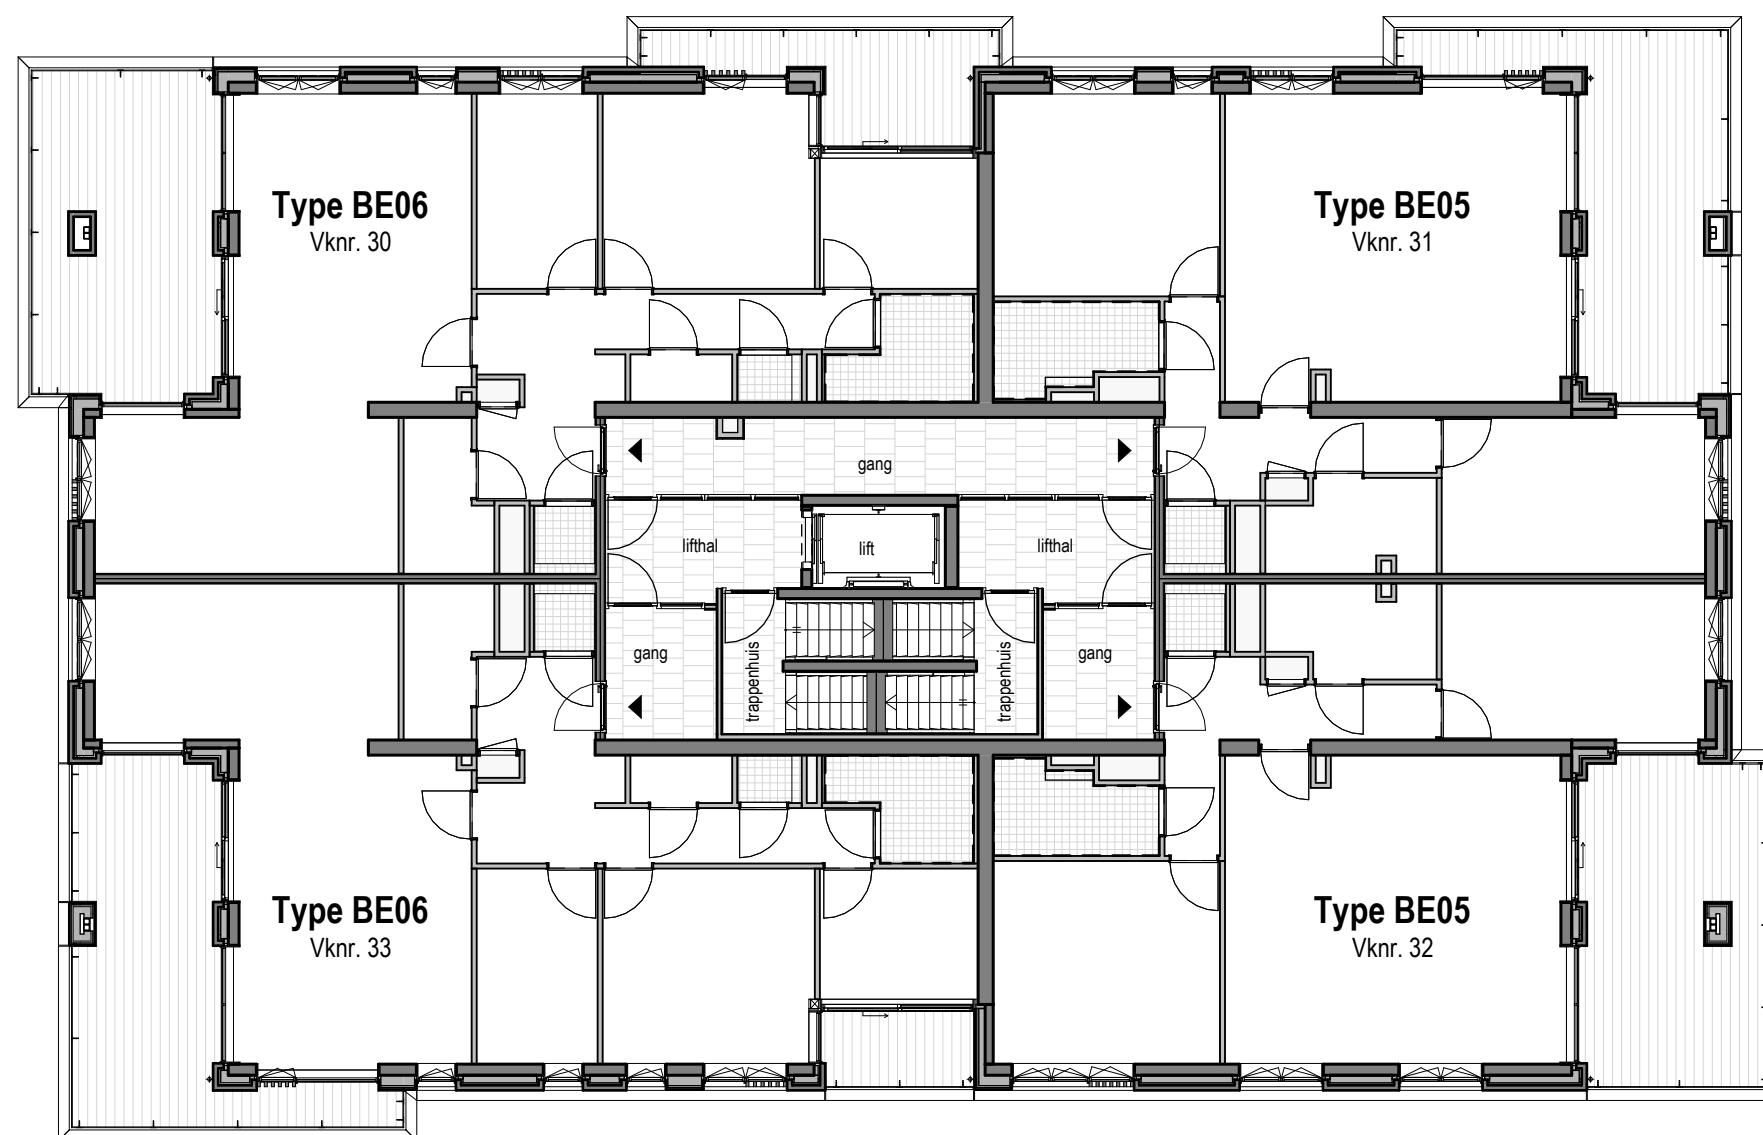 Type BE06
Vknr. 30
Type BE05
Vknr. 31
gang
lifthal
lift
lifthal
gang
trappenhuis
trappenhuis
gang
Type BE06
Vknr. 33
Type BE05
Vknr. 32